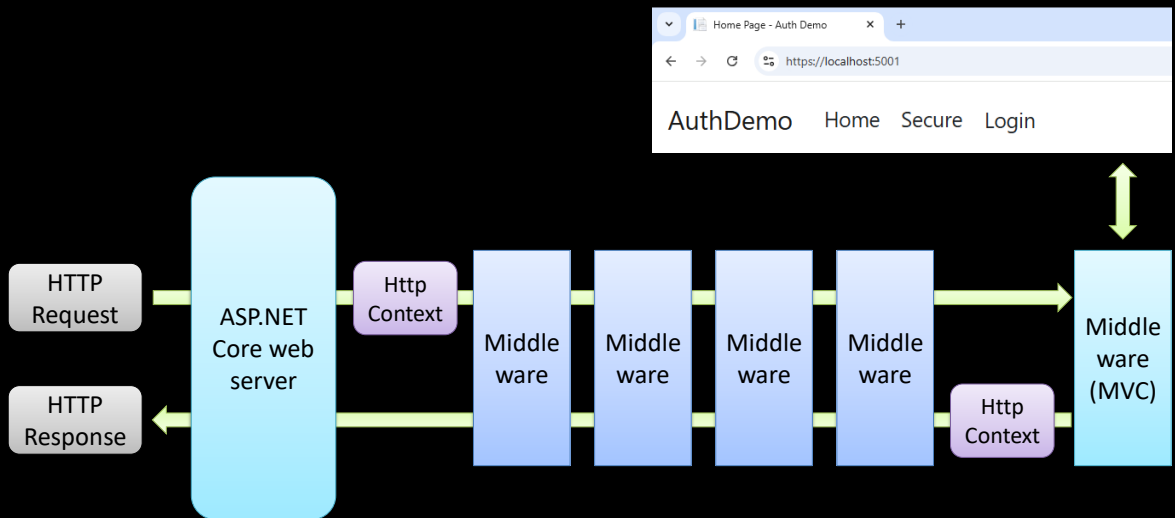 Home Page - Auth Demo
https://localhost:5001
AuthDemo Home Secure Login
HTTP
Request
HTTP
Response
ASP.NET
Core web
server
Http
Context
Middle
ware
Middle
ware
Middle
ware
Middle
ware
Http
Context
Middle
ware
(MVC)